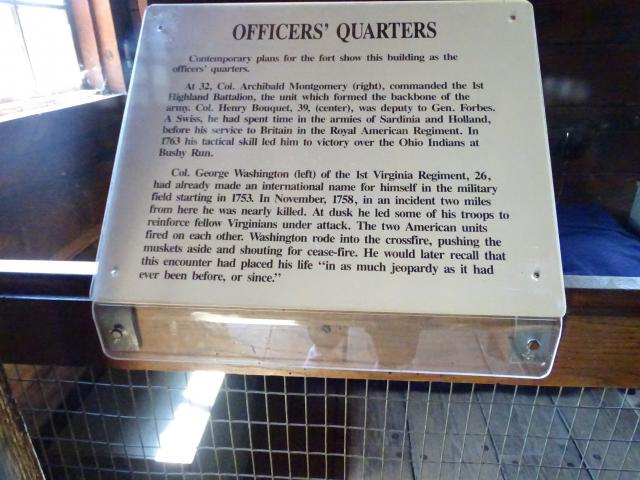 OFFICERS' QUARTERS
Contemporary plans for the fort show this building as the
officers' quarters.
At 32, Col. Archibald Montgomery (right), commanded the 1st
Highland Battalion, the unit which formed the backbone of the
army. Col. Henry Bouquet, 39, (center), was deputy to Gen. Forbes.
A Swiss, he had spent time in the armies of Sardinia and Holland,
before his service to Britain in the Royal American Regiment. In
1763 his tactical skill led him to victory over the Ohio Indians at
Bushy Run.
Col. George Washington (left) of the 1st Virginia Regiment, 26,
had already made an international name for himself in the military
field starting in 1753. In November, 1758, in an incident two miles
from here he was nearly killed. At dusk he led some of his troops to
reinforce fellow Virginians under attack. The two American units
fired on each other. Washington rode into the crossfire, pushing the
muskets aside and shouting for cease-fire. He would later recall that
this encounter had placed his life "in as much jeopardy as it had
ever been before, or since."